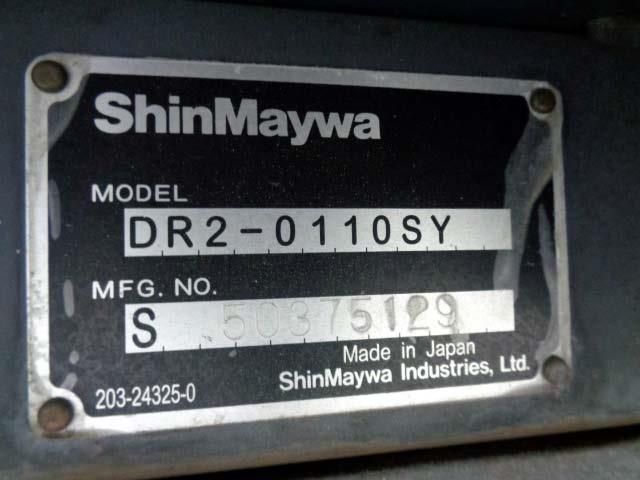 ShinMaywa
MODEL
DR2-0110SY
MFG. NO.
S 50375129
Made in Japan
203-24325-0 ShinMaywa Industries, Ltd.